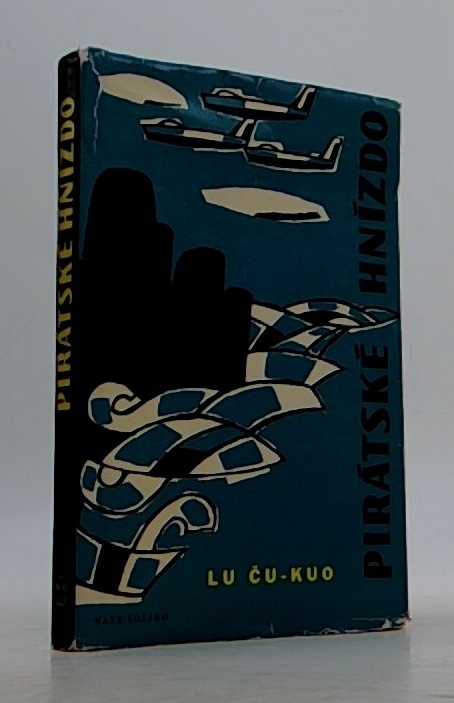 PIRÁTSKÉ HNÍZDO
PIRÁTSKÉ HNÍZDO
LU ČU-KUO
NAŠE VOJSKO